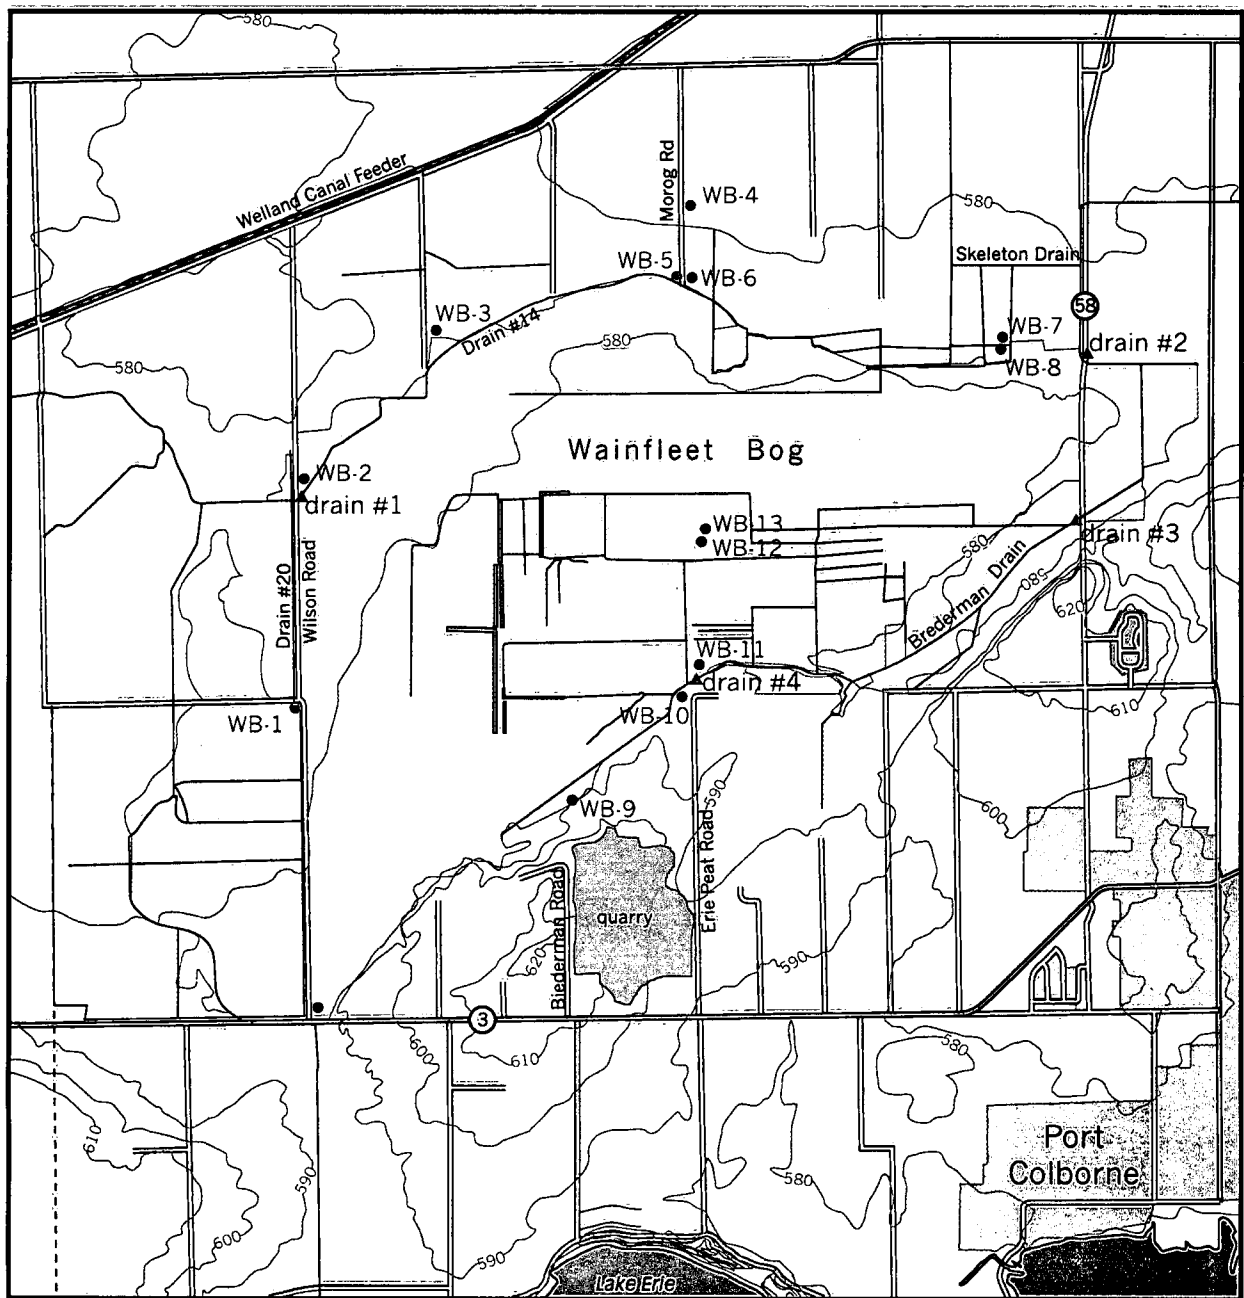 580
Welland Canal Feeder
Morog Rd
WB-4
580
Skeleton Drain
WB-5
WB-6
58
WB-3
Drain #14
WB-7
drain #2
580
580
WB-8
Wainfleet Bog
WB-2
drain #1
WB-13
WB-12
580
drain #3
Drain #20
Wilson Road
Brederman Drain
580
620
WB-11
drain #4
WB-10
WB-1
610
590
WB-9
600
Erie Peat Road
quarry
Biederman Road
620
590
3
600
610
580
610
590
580
Port
Colborne
600
590
Lake Erie